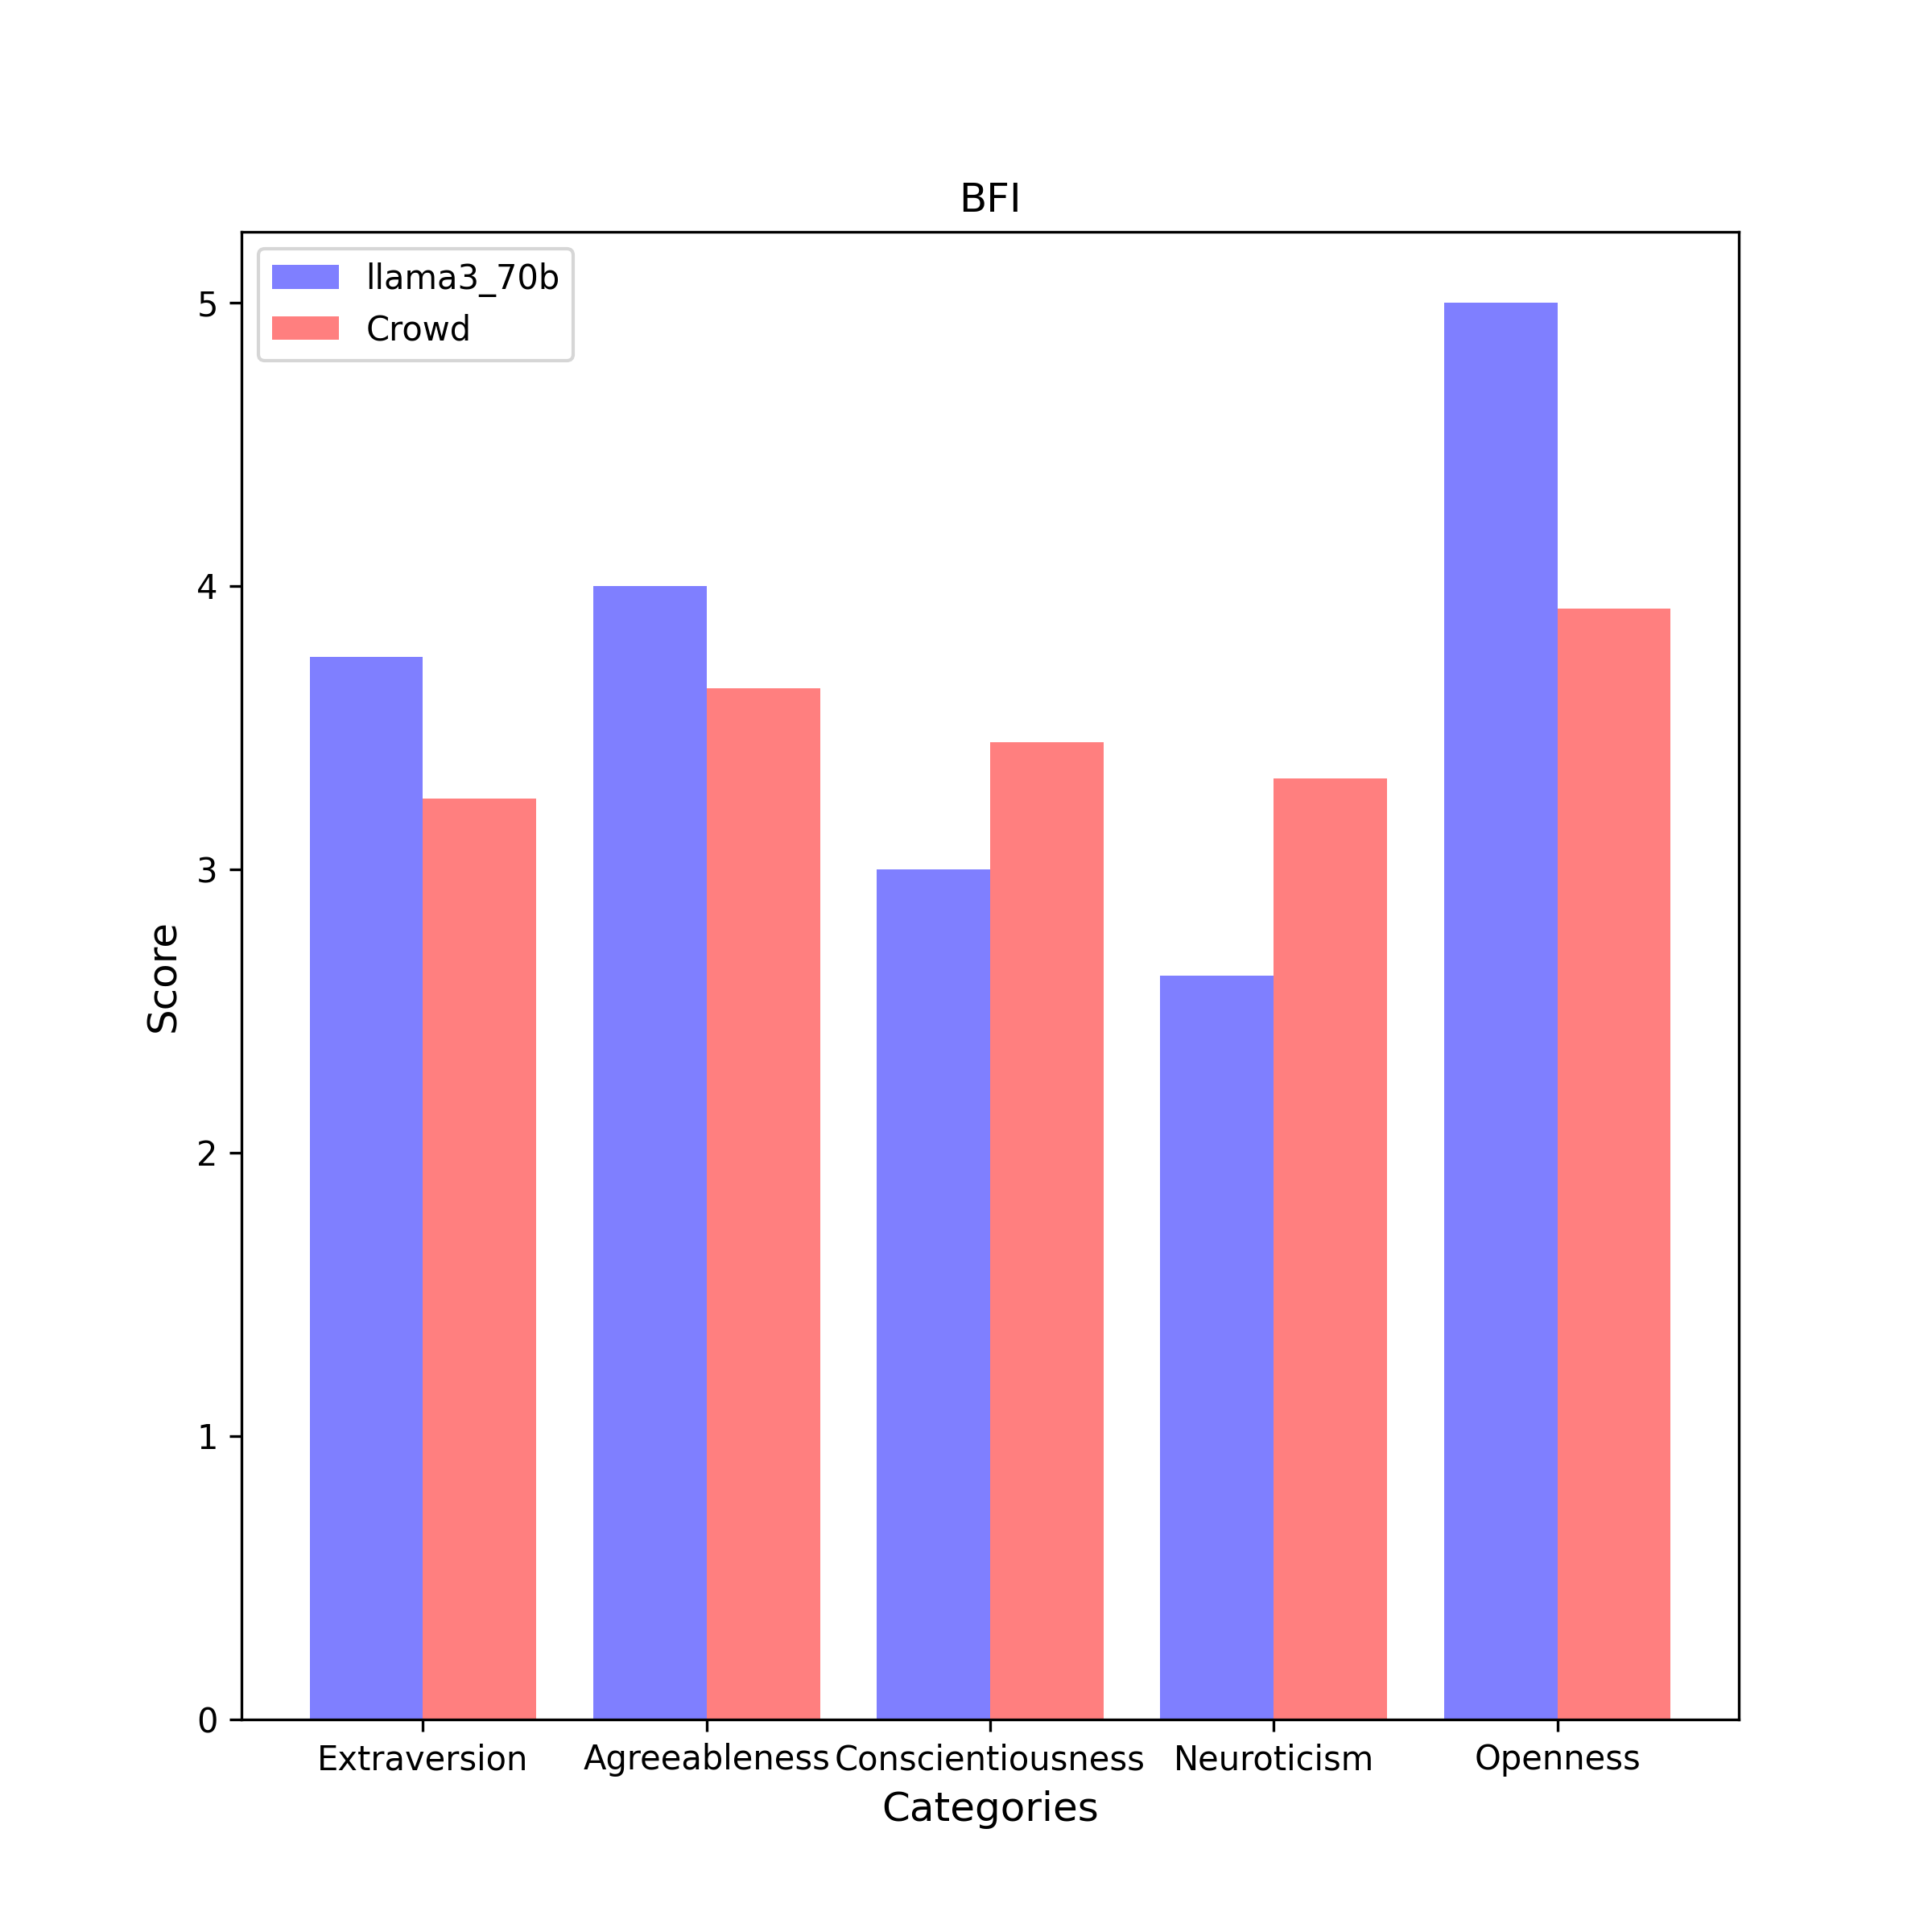 BFI
llama3_70b
Crowd
5
4
3
2
1
0
Score
Extraversion Agreeableness Conscientiousness Neuroticism Openness
Categories